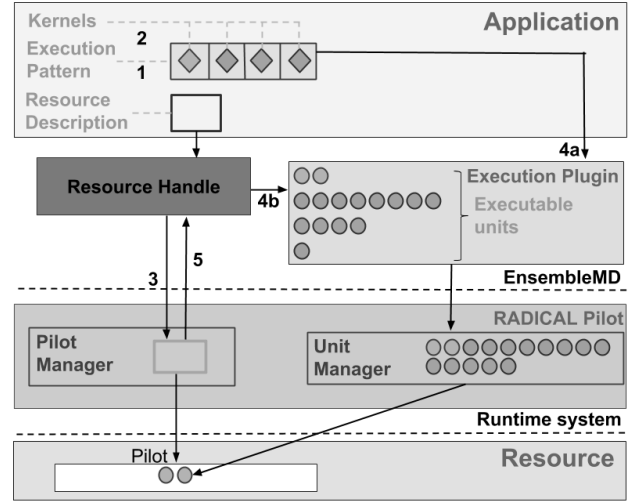 Kernels
2
Application
Execution
Pattern
1
Resource
Description
4a
Resource Handle
4b
Execution Plugin
Executable
units
3
5
EnsembleMD
RADICAL Pilot
Pilot
Manager
Unit
Manager
Runtime system
Pilot
Resource